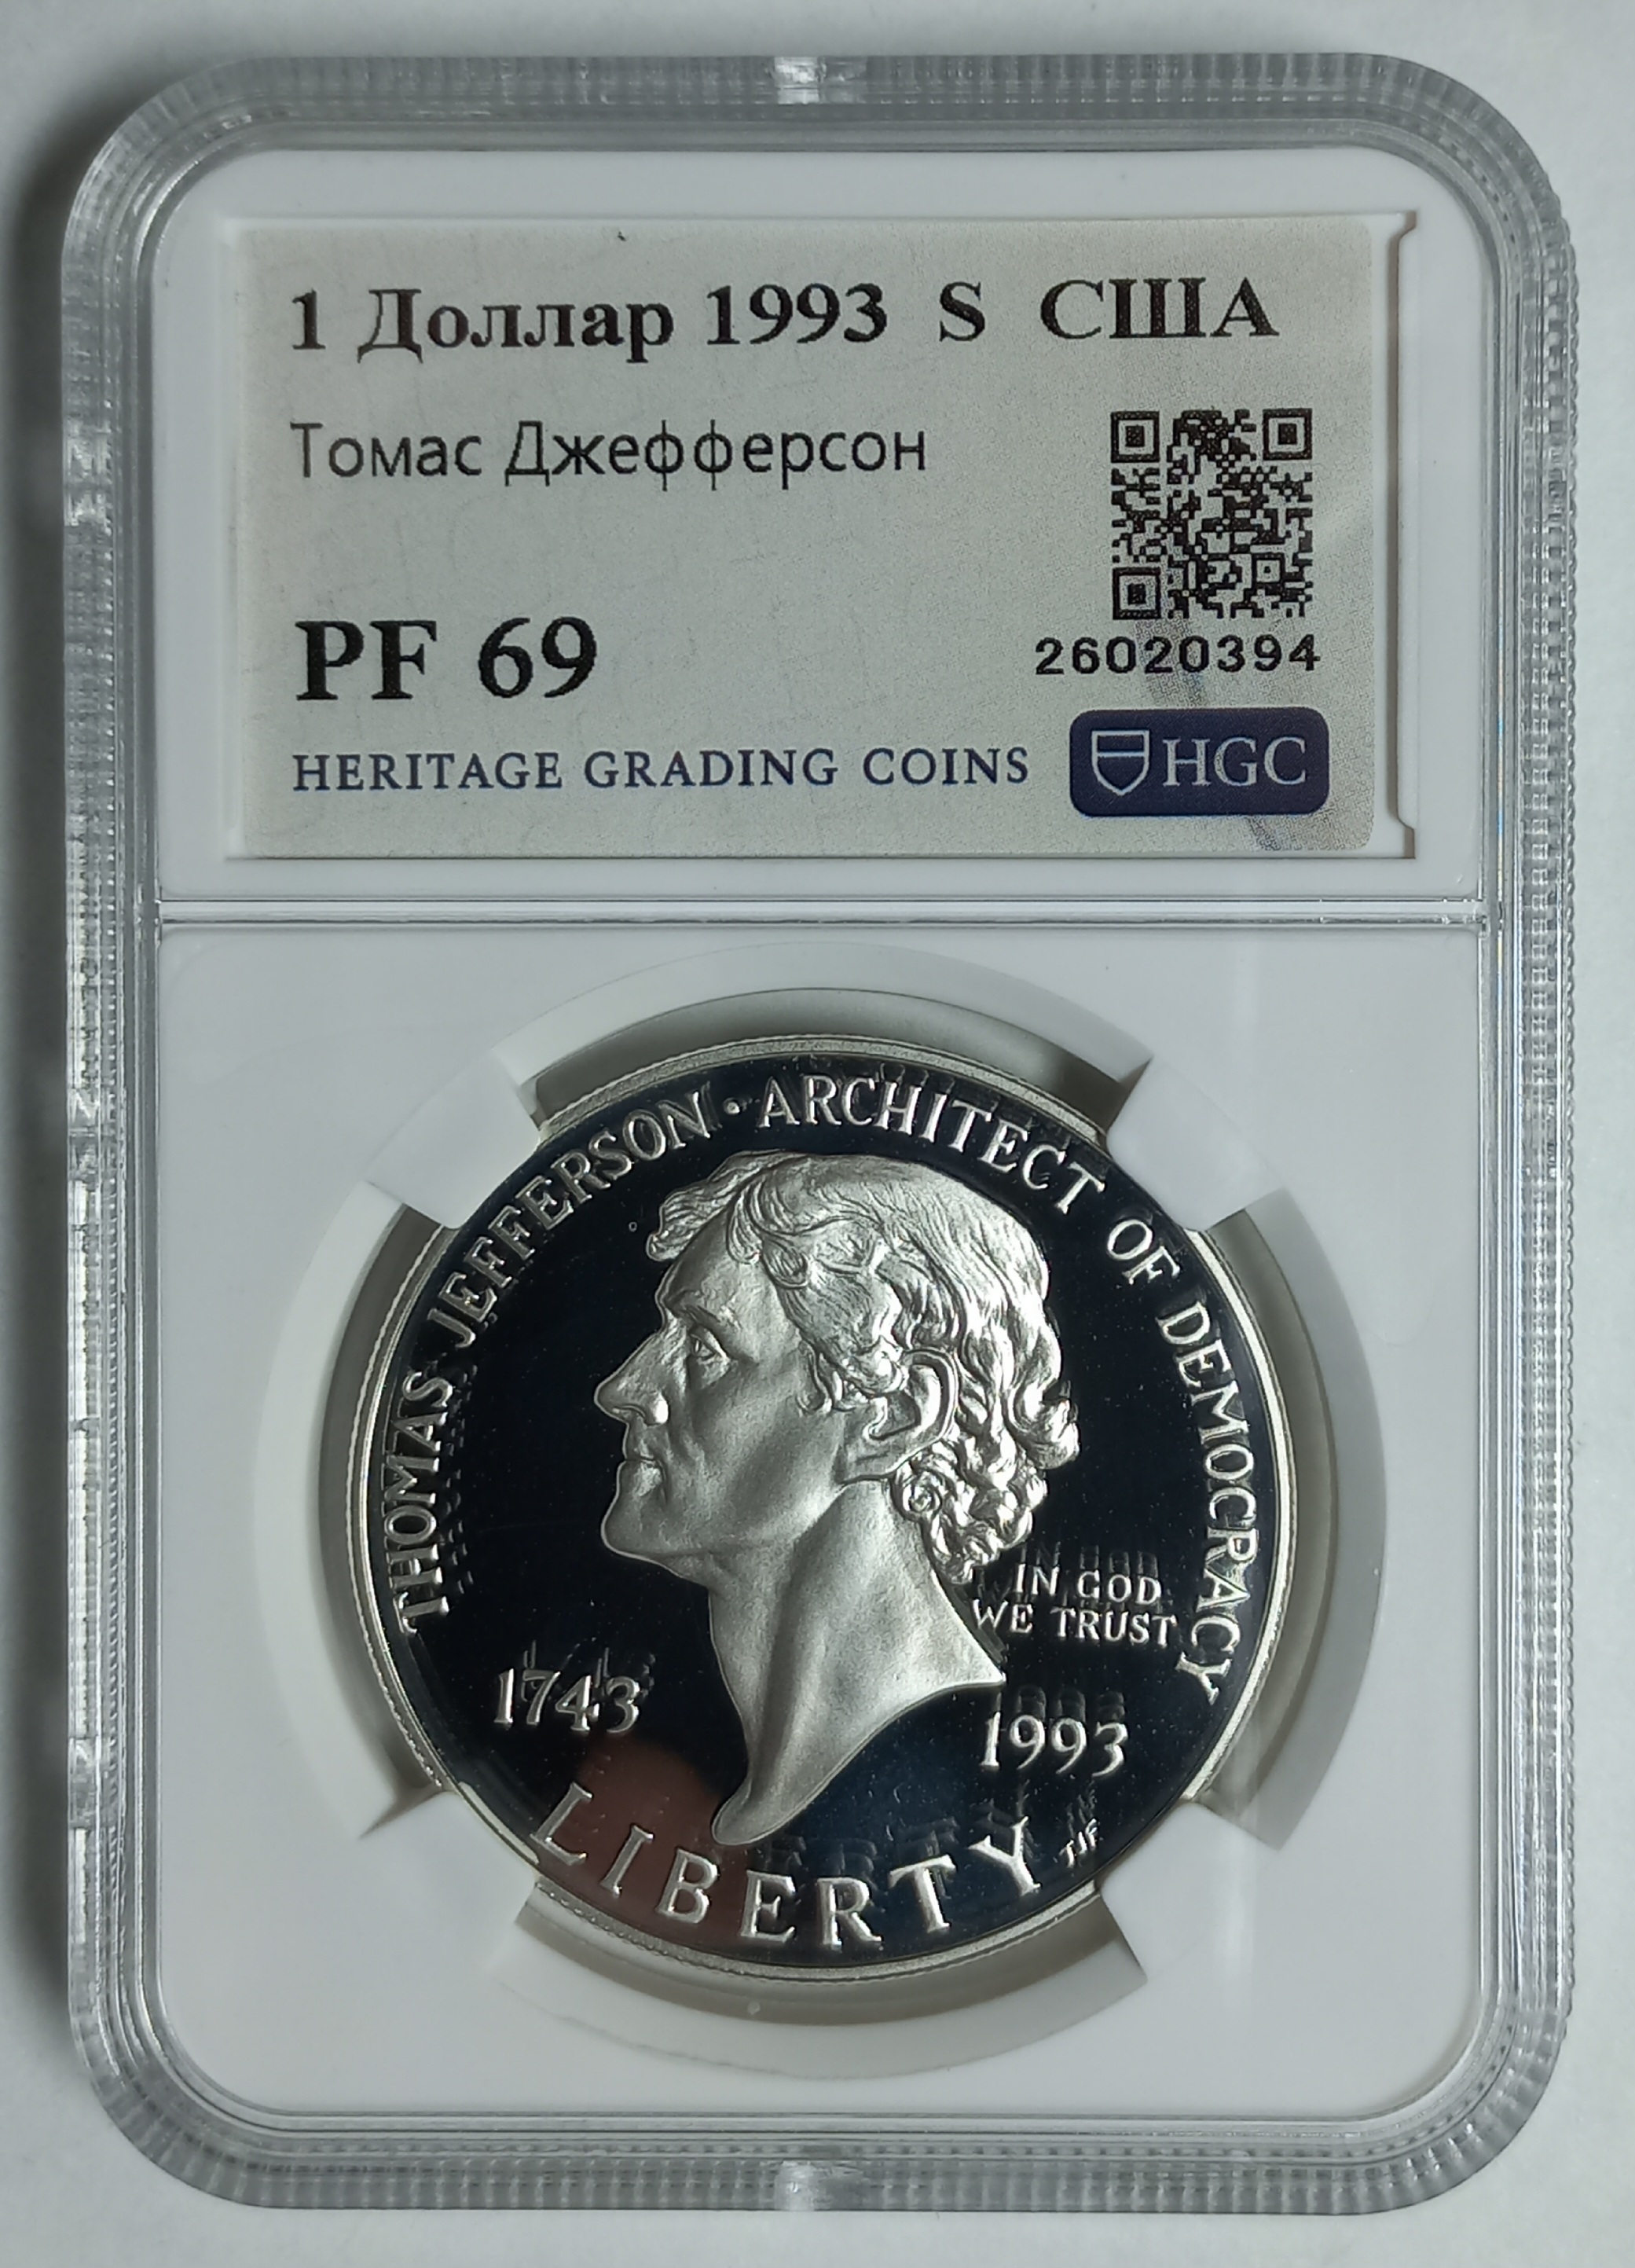 1 Доллар 1993 S США
Томас Джефферсон
PF 69
26020394
HERITAGE GRADING COINS
HGC
THOMAS JEFFERSON · ARCHITECT OF DEMOCRACY
IN GOD
WE TRUST
1743
1993
LIBERTY
TJF